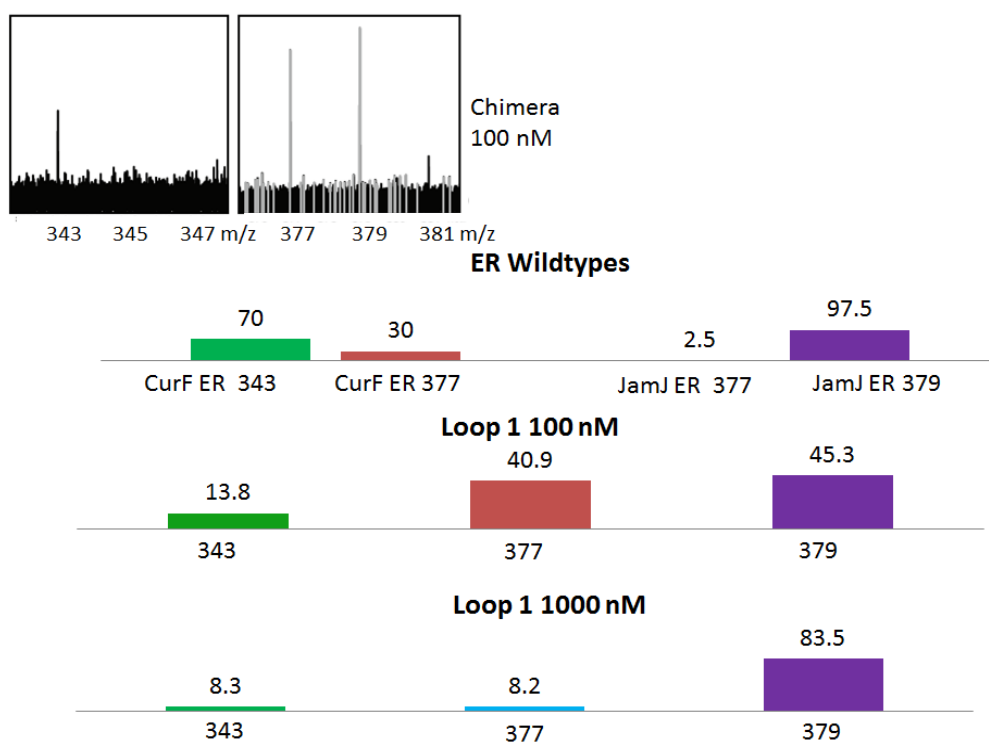 Chimera
100 nM
343 345 347 m/z 377 379 381 m/z
ER Wildtypes
70 30 2.5 97.5
CurF ER 343 CurF ER 377 JamJ ER 377 JamJ ER 379
Loop 1 100 nM
13.8 40.9 45.3
343 377 379
Loop 1 1000 nM
8.3 8.2 83.5
343 377 379